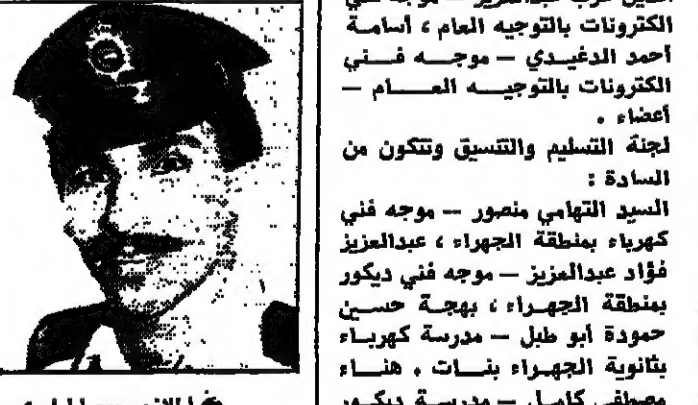 الكترونات بالتوجيه العام ، أسامة
أحمد الدغيدي — موجه فني
الكترونات بالتوجيه العام —
أعضاء .
لجنة التسليم والتنسيق وتتكون من
السادة :
السيد التهامي منصور — موجه فني
كهرباء بمنطقة الجهراء ، عبدالعزيز
فؤاد عبدالعزيز — موجه فني ديكور
بمنطقة الجهراء ، بهجة حسين
حمودة أبو طبل — مدرسة كهرباء
بثانوية الجهراء بنات . هناء
مصطفى كامل — مدرسة ديكور